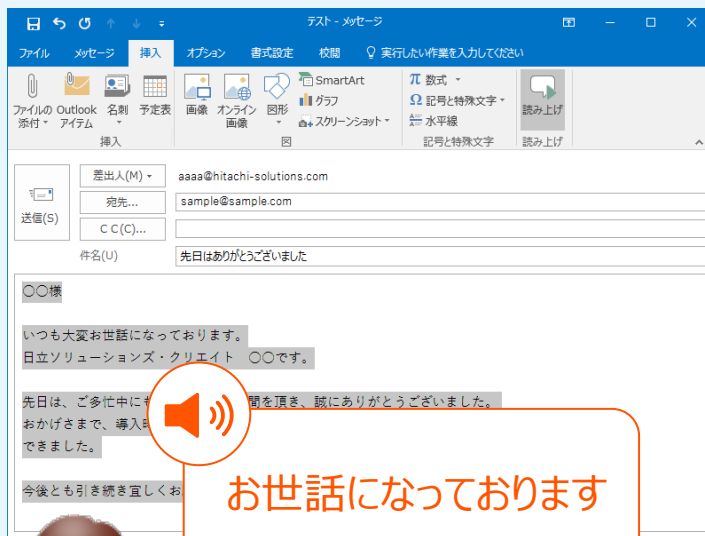 テスト - メッセージ
ファイル メッセージ 挿入 オプション 書式設定 校閲 実行したい作業を入力してください
ファイルの添付 Outlook アイテム 名刺 予定表 画像 オンライン画像 図形 SmartArt グラフ スクリーンショット π 数式 Ω 記号と特殊文字 水平線 読み上げ
挿入 図 記号と特殊文字 読み上げ
差出人(M) aaaa@hitachi-solutions.com
送信(S) 宛先... sample@sample.com
C C(C)...
件名(U) 先日はありがとうございました
〇〇様
いつも大変お世話になっております。
日立ソリューションズ・クリエイト 〇〇です。
先日は、ご多忙中に 間を頂き、誠にありがとうございました。
おかげさまで、導入
できました。
今後とも引き続き宜しくお
お世話になっております